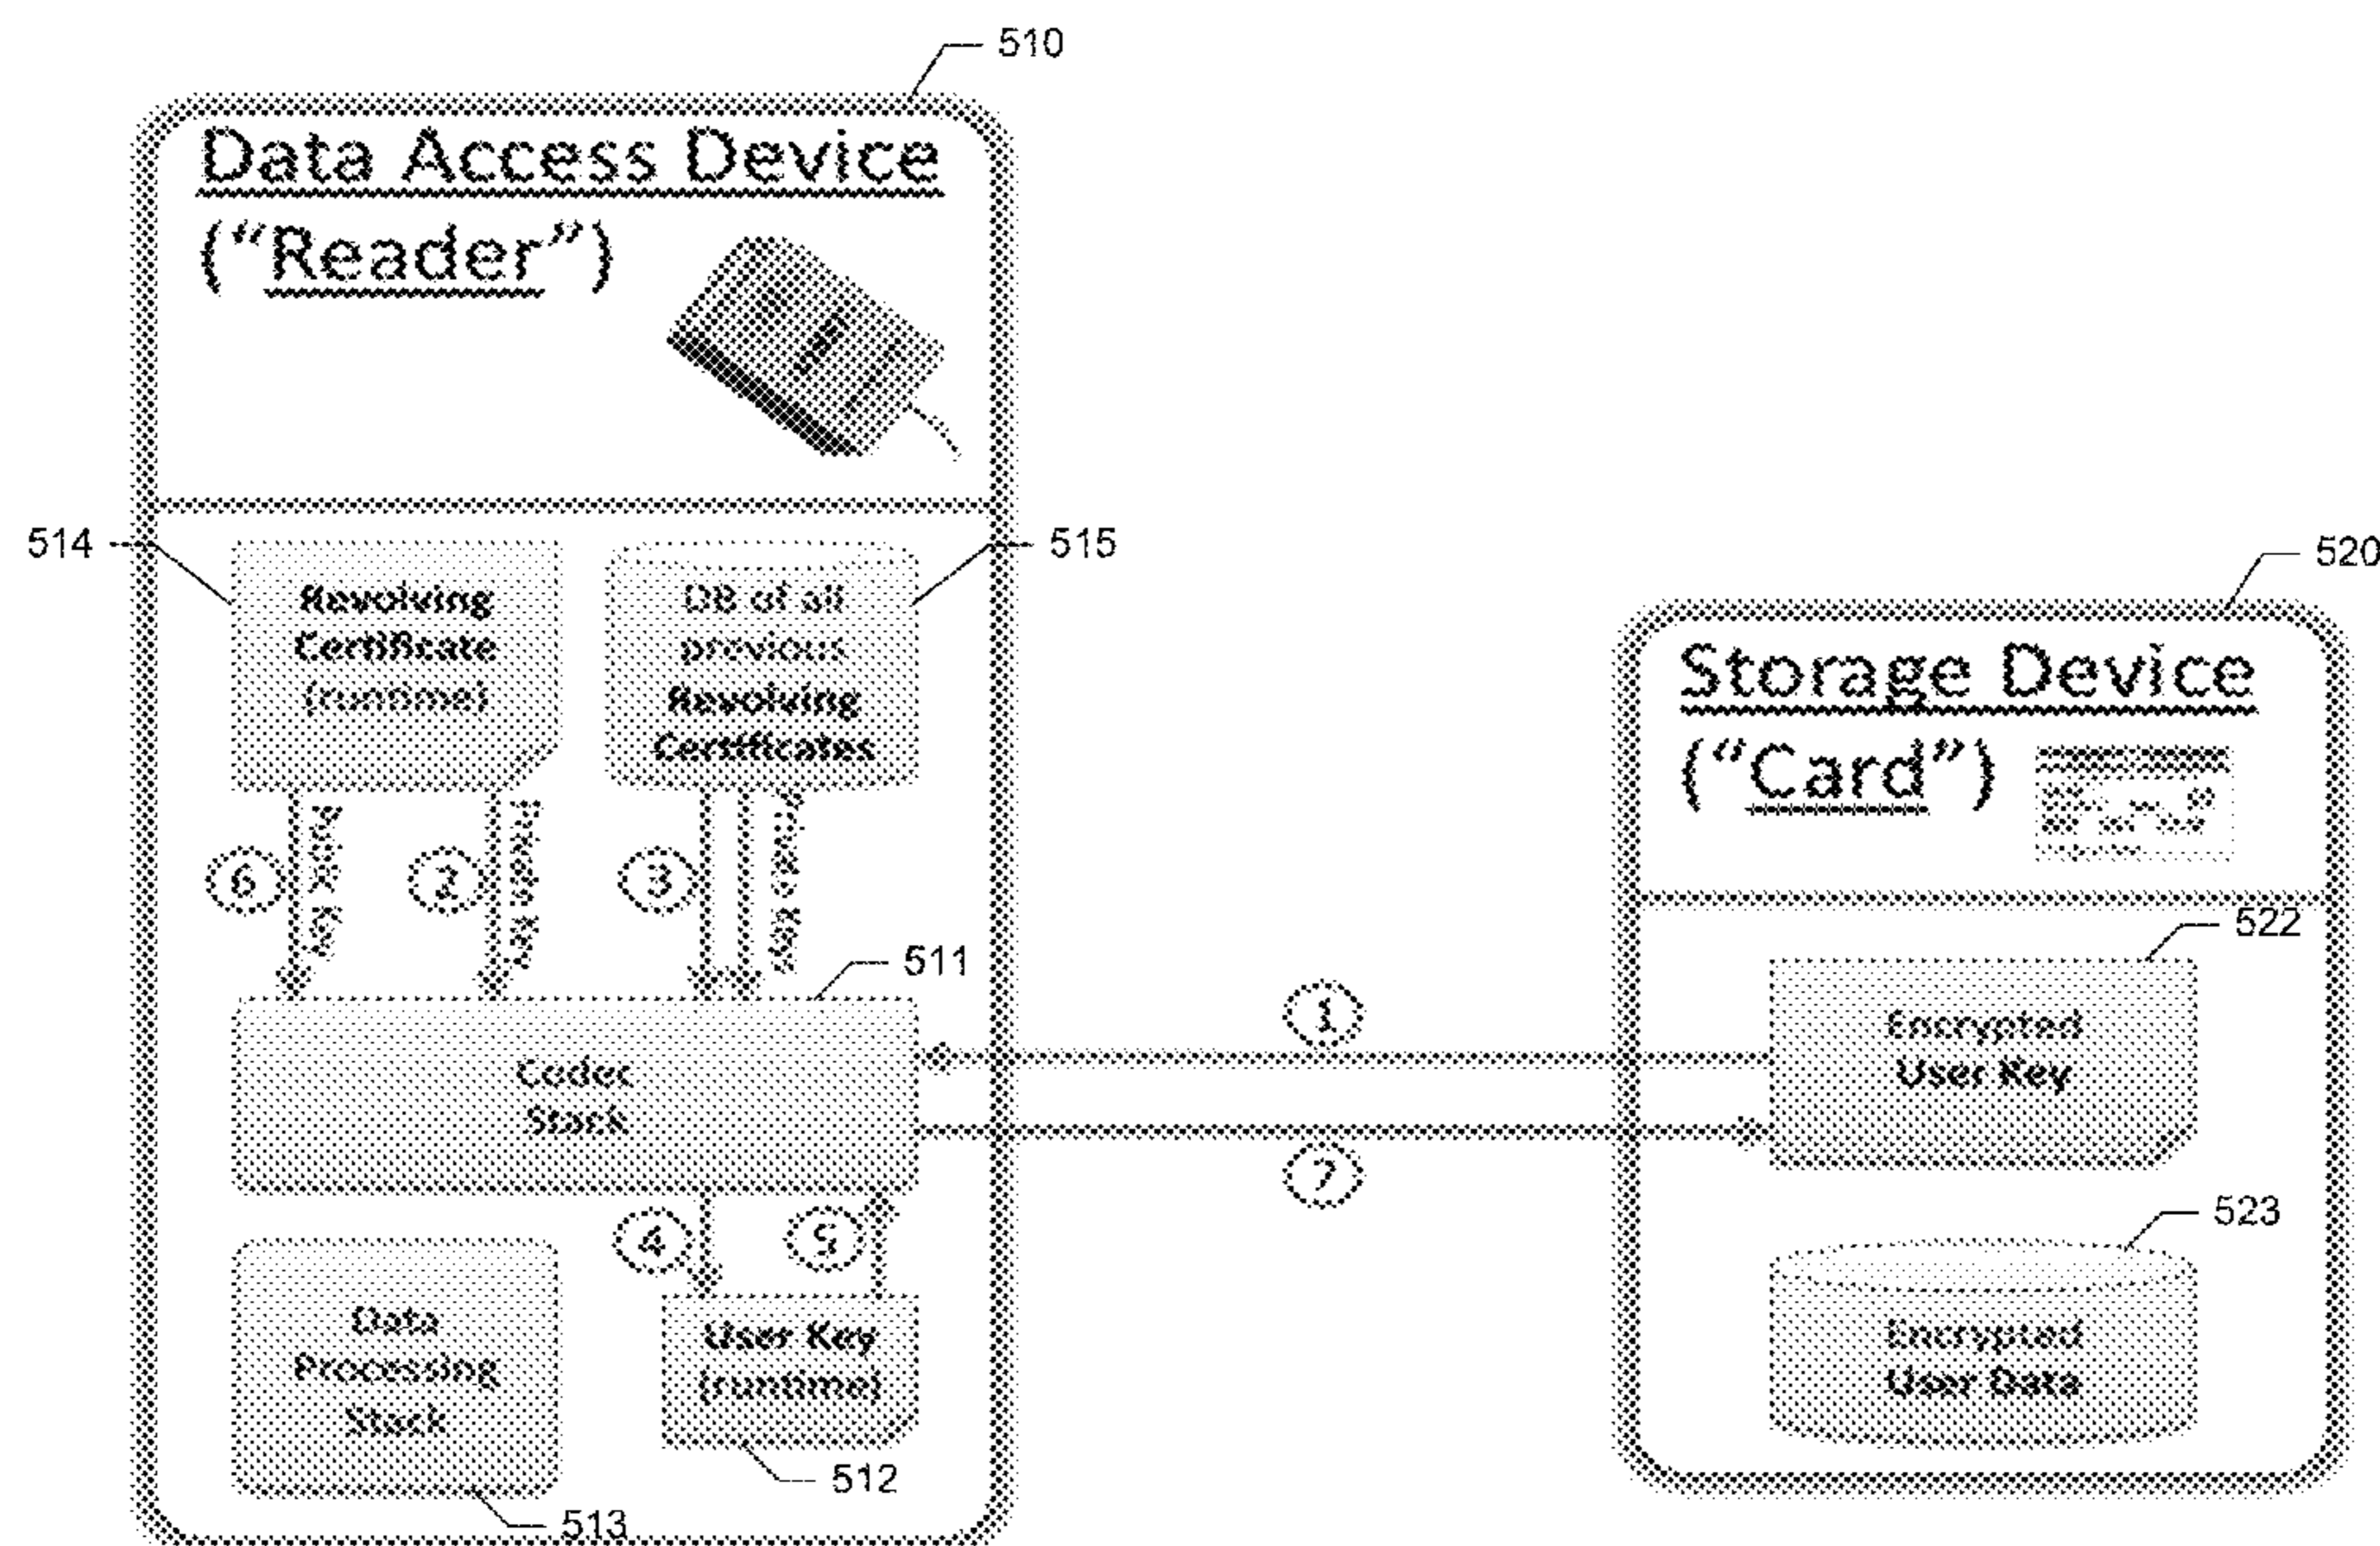 510
Data Access Device
("Reader")
514
515
Revolving
Certificate
(runtime)
DB of all
previous
Revolving
Certificates
520
Storage Device
("Card")
6
2
3
511
522
1
Encrypted
User Key
Codec
Stack
7
4
5
523
Data
Processing
Stack
User Key
(runtime)
Encrypted
User Data
512
513